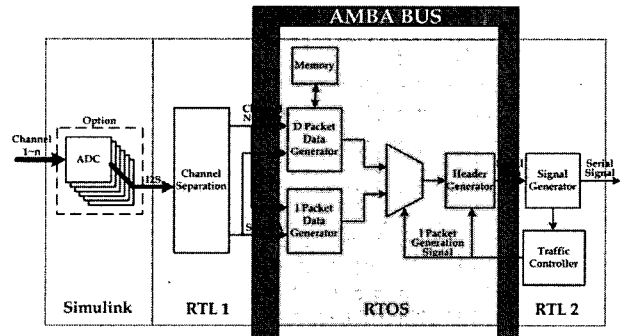 AMBA BUS
Memory
Option
Channel
1~n
ADC
I2S
Channel
Separation
D Packet
Data
Generator
I Packet
Data
Generator
Header
Generator
I Packet
Generation
Signal
Signal
Generator
Serial
Signal
Traffic
Controller
Simulink
RTL 1
RTOS
RTL 2